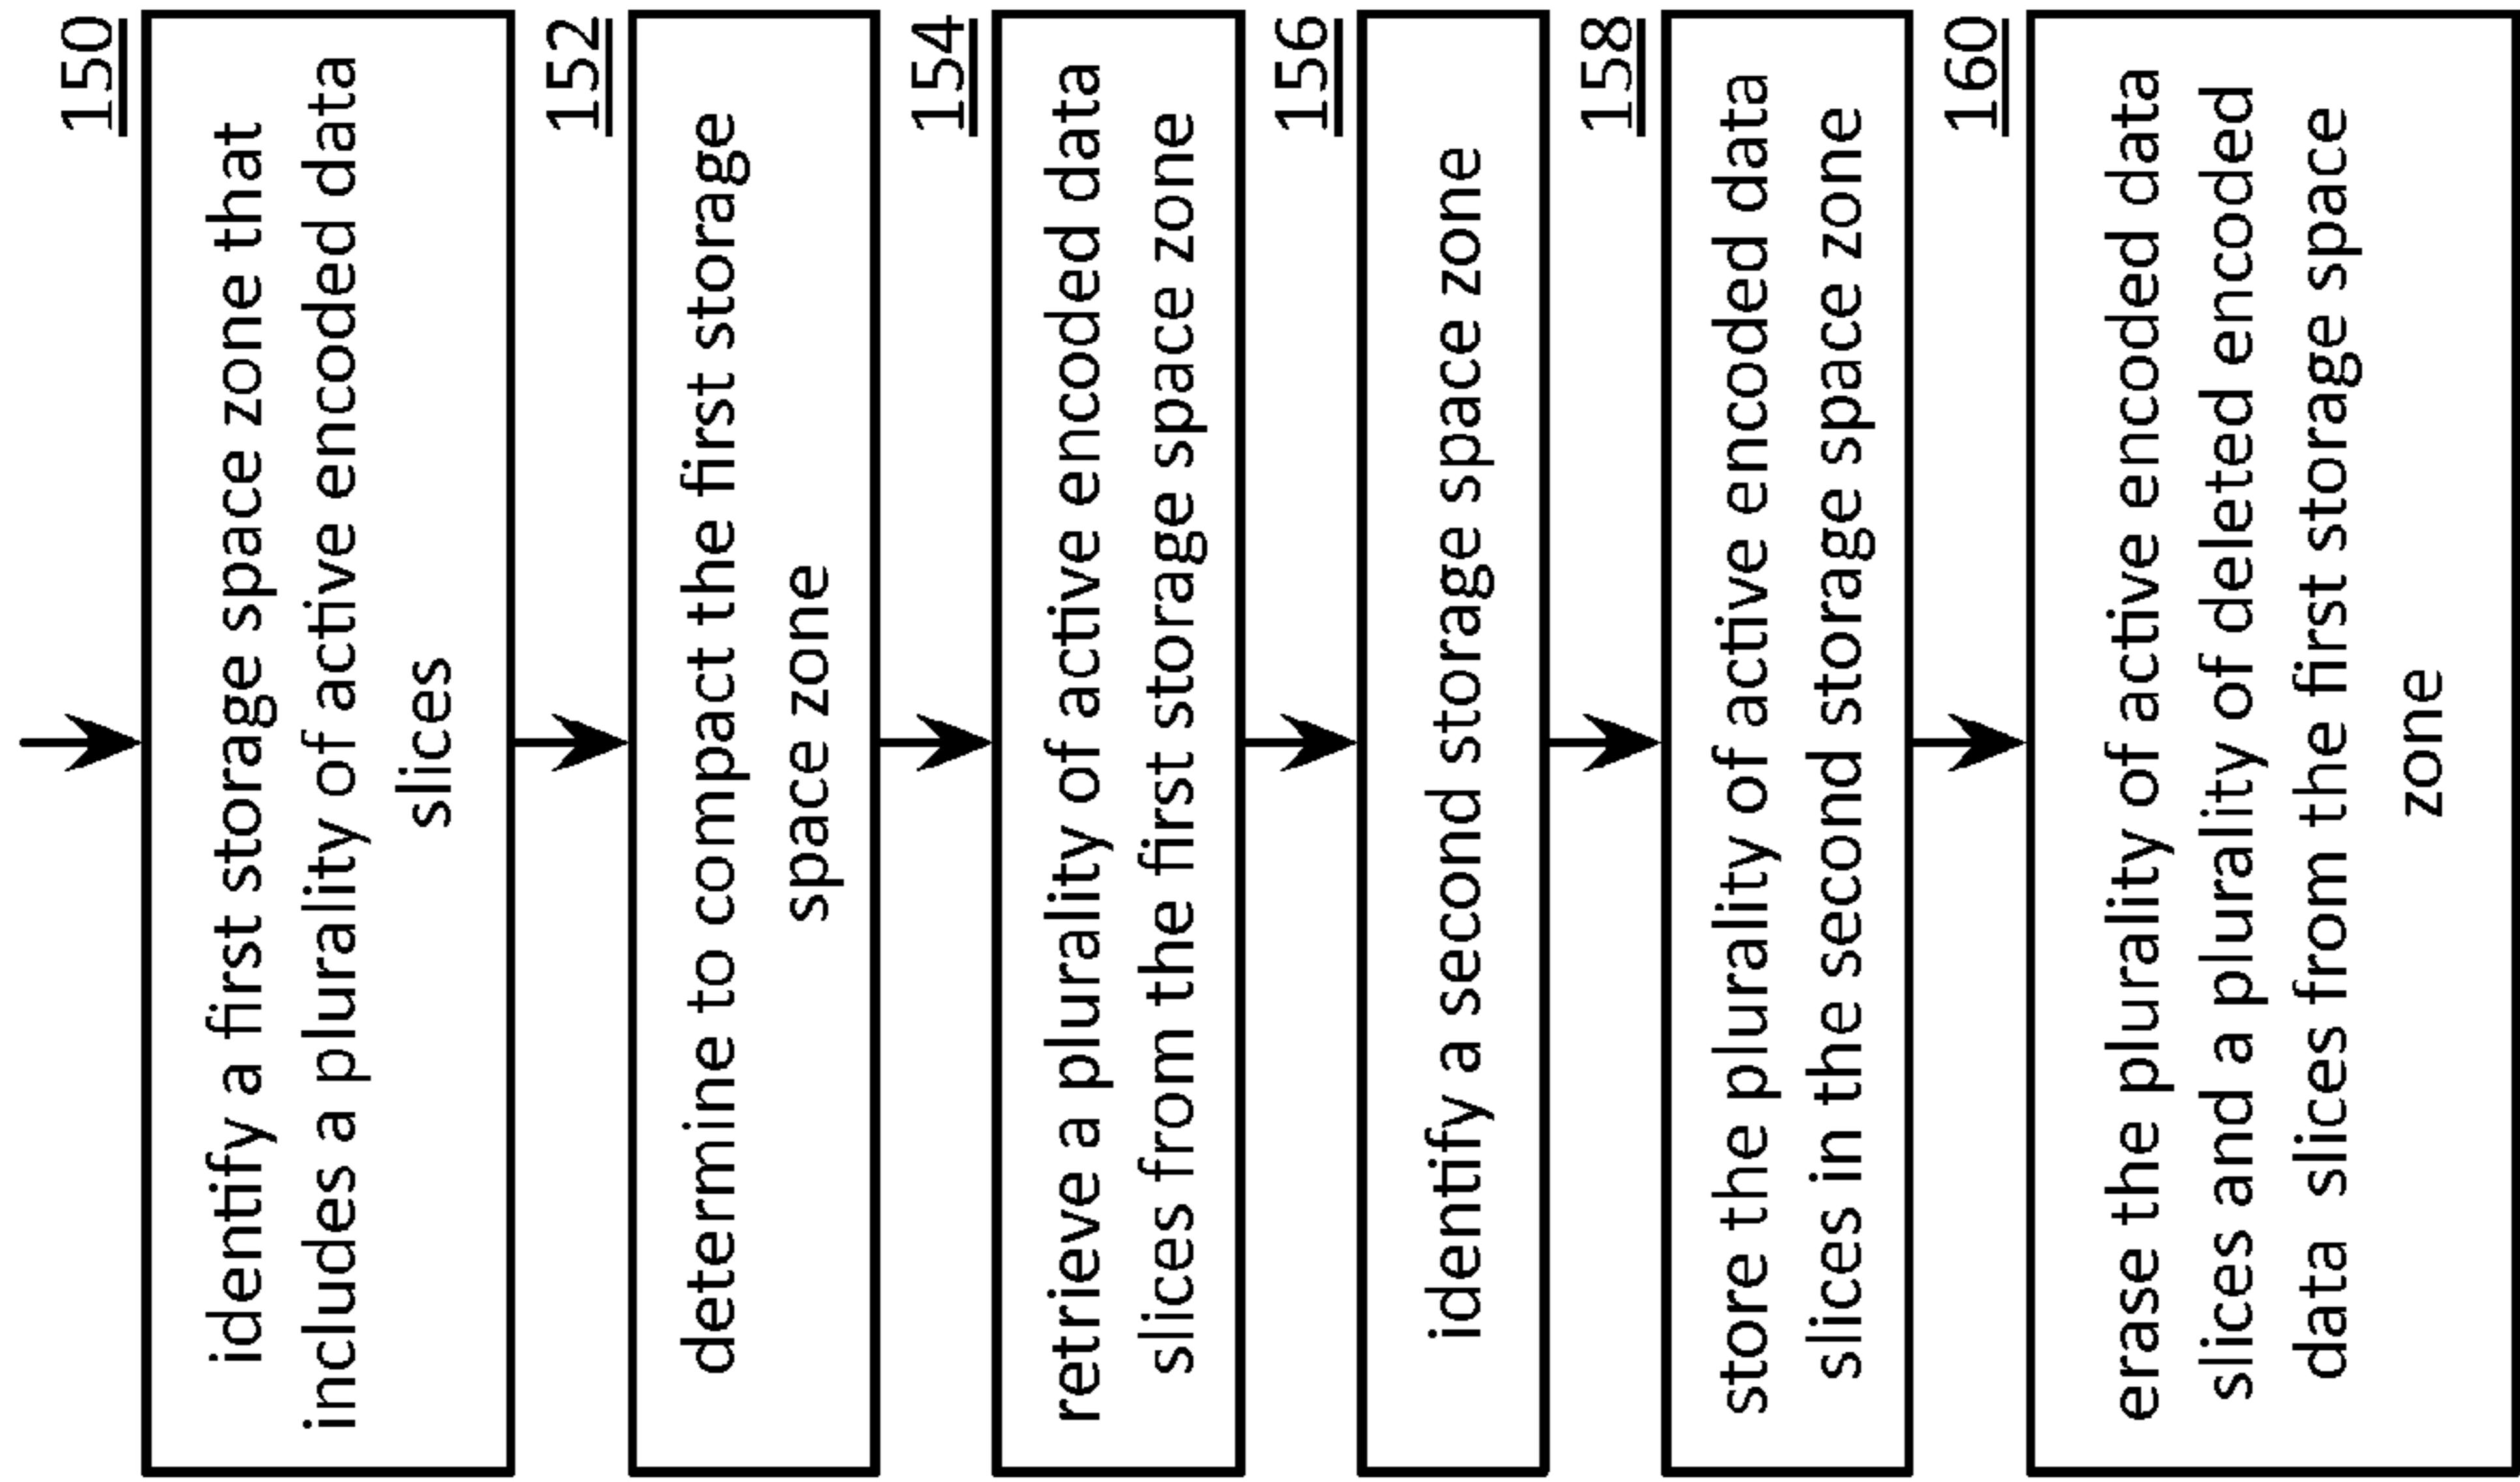 150
identify a first storage space zone that
includes a plurality of active encoded data
slices
152
determine to compact the first storage
space zone
154
retrieve a plurality of active encoded data
slices from the first storage space zone
156
identify a second storage space zone
158
store the plurality of active encoded data
slices in the second storage space zone
160
erase the plurality of active encoded data
slices and a plurality of deleted encoded
data slices from the first storage space
zone